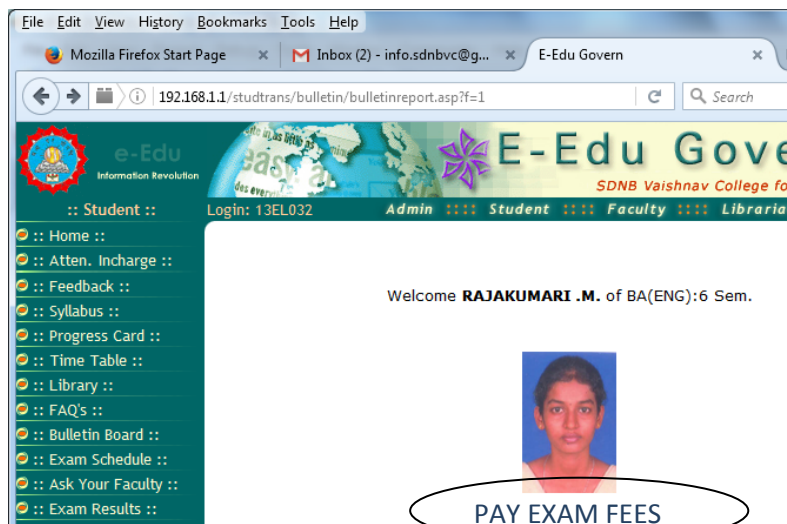 File Edit View History Bookmarks Tools Help
Mozilla Firefox Start Page × Inbox (2) - info.sdnbvc@g... × E-Edu Govern ×
192.168.1.1/studtrans/bulletin/bulletinreport.asp?f=1 Search
e-Edu
Information Revolution
E-Edu Gove
SDNB Vaishnav College fo
:: Student ::
Login: 13EL032
Admin :::: Student :::: Faculty :::: Libraria
:: Home ::
:: Atten. Incharge ::
:: Feedback ::
:: Syllabus ::
:: Progress Card ::
:: Time Table ::
:: Library ::
:: FAQ's ::
:: Bulletin Board ::
:: Exam Schedule ::
:: Ask Your Faculty ::
:: Exam Results ::
Welcome RAJAKUMARI .M. of BA(ENG):6 Sem.
PAY EXAM FEES